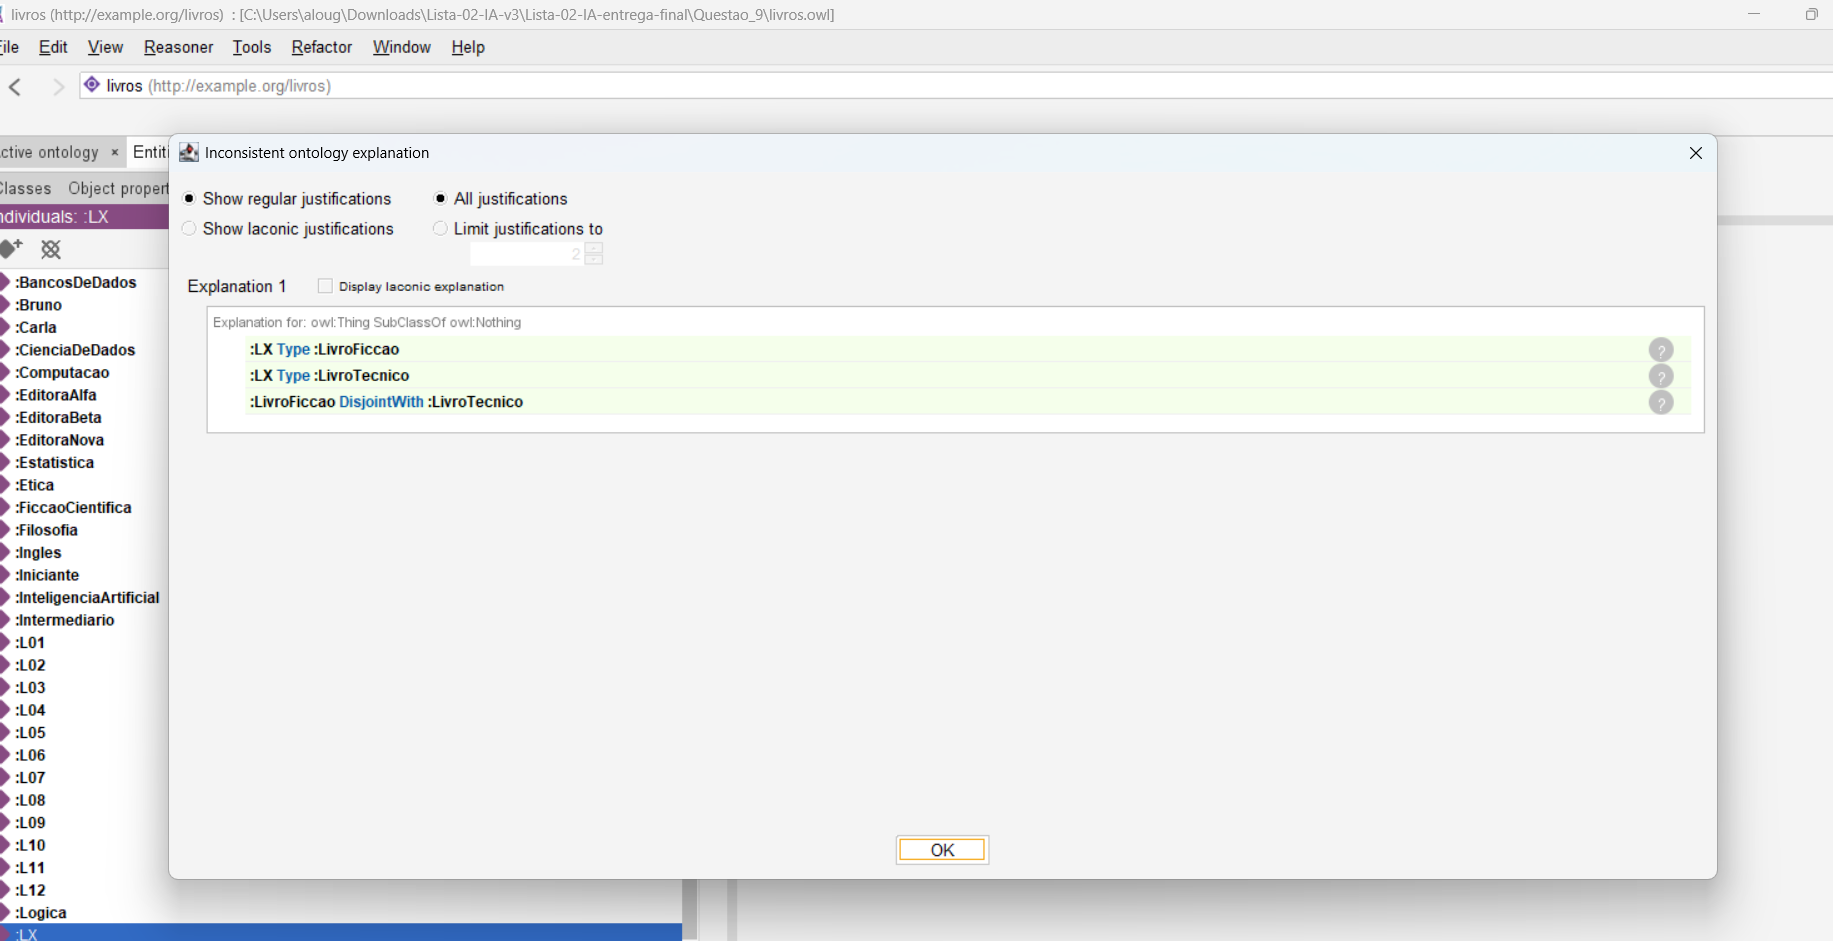 livros (http://example.org/livros) : [C:\Users\aloug\Downloads\Lista-02-IA-v3\Lista-02-IA-entrega-final\Questao_9\livros.owl]
File Edit View Reasoner Tools Refactor Window Help
livros (http://example.org/livros)
ctive ontology × Entiti
Inconsistent ontology explanation
Classes Object propert
ndividuals: :LX
Show regular justifications
All justifications
Show laconic justifications
Limit justifications to
2
Explanation 1
Display laconic explanation
Explanation for: owl:Thing SubClassOf owl:Nothing
:LX Type :LivroFiccao
?
:LX Type :LivroTecnico
?
:LivroFiccao DisjointWith :LivroTecnico
?
OK
:BancosDeDados
:Bruno
:Carla
:CienciaDeDados
:Computacao
:EditoraAlfa
:EditoraBeta
:EditoraNova
:Estatistica
:Etica
:FiccaoCientifica
:Filosofia
:Ingles
:Iniciante
:InteligenciaArtificial
:Intermediario
:L01
:L02
:L03
:L04
:L05
:L06
:L07
:L08
:L09
:L10
:L11
:L12
:Logica
:LX